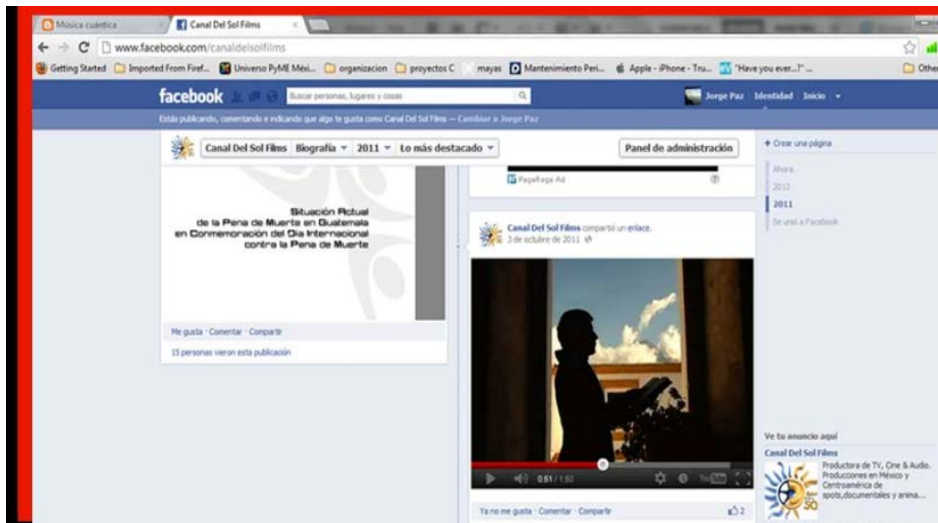 Música cuántica
Canal Del Sol Films
www.facebook.com/canaldelsolfilms
Getting Started Imported From Firef... Universo PyME Méxi... organizacion proyectos C mayas Mantenimiento Peri... Apple - iPhone - Tru... "Have you ever...?" ... Other
facebook
Buscar personas, lugares y cosas
Jorge Paz Identidad Inicio
Estás publicando, comentando e indicando que algo te gusta como Canal Del Sol Films — Cambiar a Jorge Paz
Canal Del Sol Films Biografía 2011 Lo más destacado
Panel de administración
Situación Actual
de la Pena de Muerte en Guatemala
en Conmemoración del Dia Internacional
contra la Pena de Muerte
Me gusta · Comentar · Compartir
15 personas vieron esta publicación
PageRage Ad
Canal Del Sol Films compartió un enlace.
3 de octubre de 2011
0:51 / 1:50
You Tube
Ya no me gusta · Comentar · Compartir
2
+ Crear una página
Ahora
2012
2011
Se unió a Facebook
Ve tu anuncio aquí
Canal Del Sol Films
Productora de TV, Cine & Audio.
Producciones en México y
Centroamérica de
spots,documentales y anima...